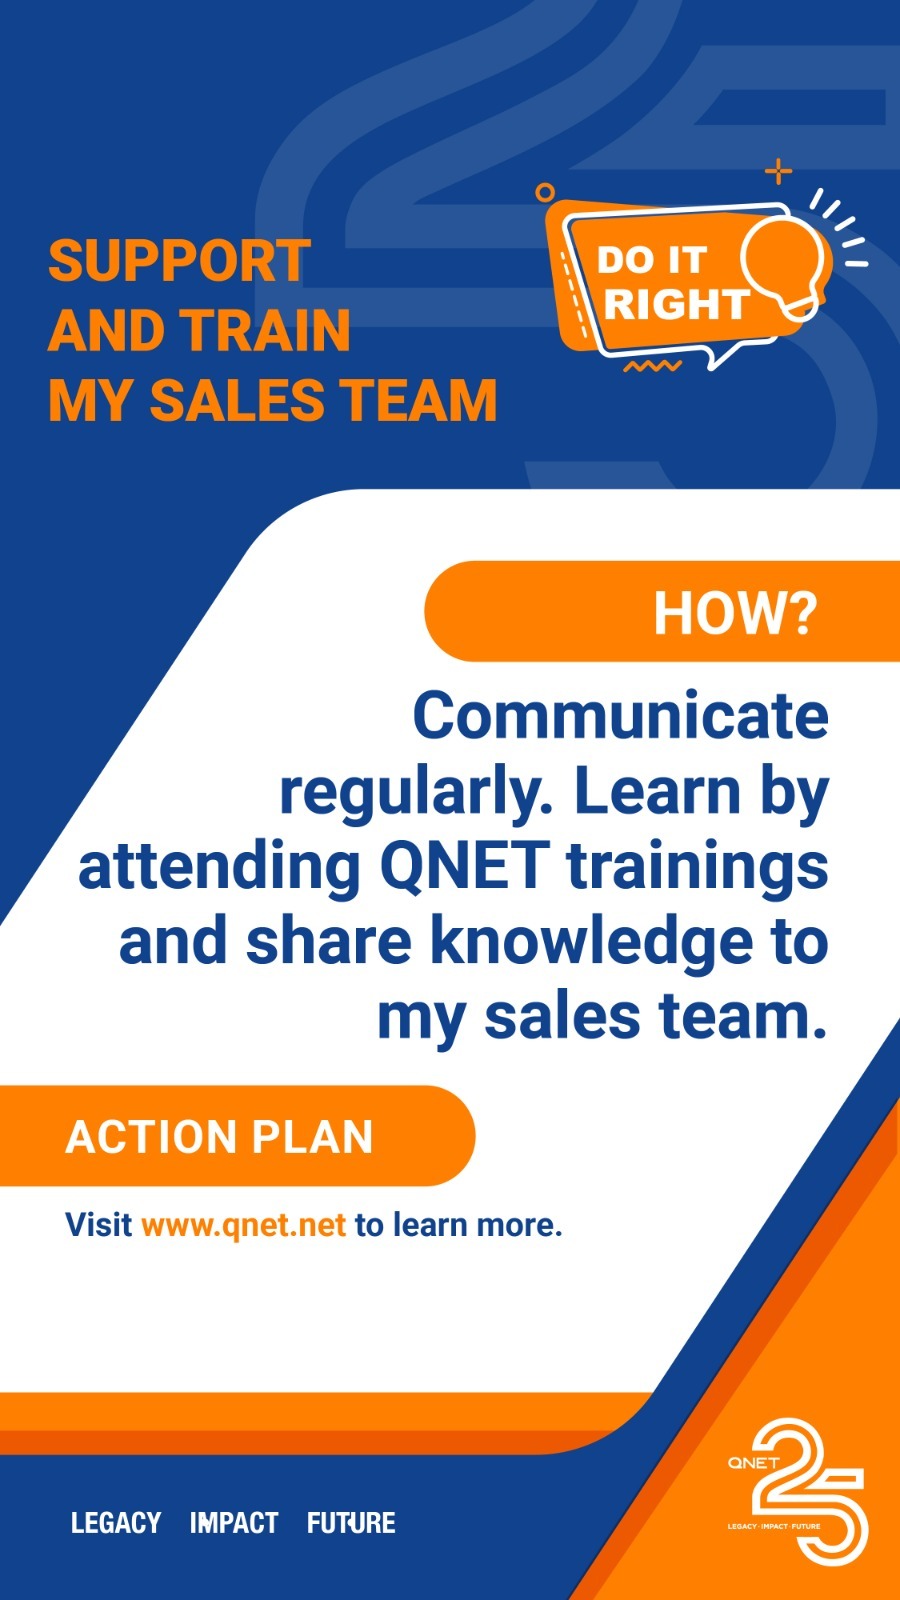 SUPPORT
AND TRAIN
MY SALES TEAM
DO IT
RIGHT
HOW?
Communicate
regularly. Learn by
attending QNET trainings
and share knowledge to
my sales team.
ACTION PLAN
Visit www.qnet.net to learn more.
LEGACY IMPACT FUTURE
QNET
25
LEGACY · IMPACT · FUTURE